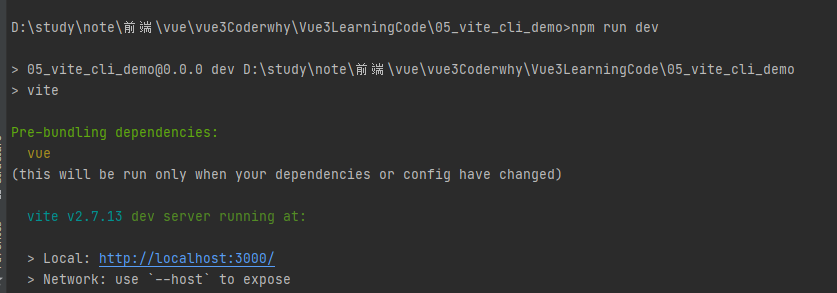 D:\study\note\前端\vue\vue3Coderwhy\Vue3LearningCode\05_vite_cli_demo>npm run dev
> 05_vite_cli_demo@0.0.0 dev D:\study\note\前端\vue\vue3Coderwhy\Vue3LearningCode\05_vite_cli_demo
> vite
Pre-bundling dependencies:
vue
(this will be run only when your dependencies or config have changed)
vite v2.7.13 dev server running at:
> Local: http://localhost:3000/
> Network: use `--host` to expose